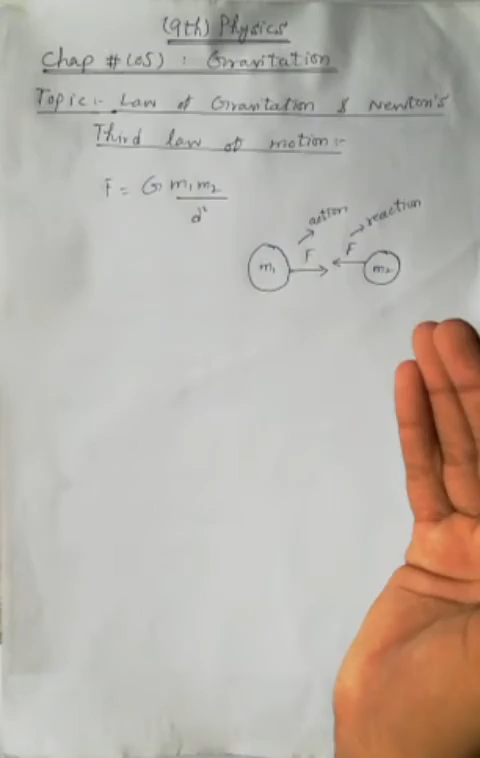 (9th) Physics
Chap # (05) : Gravitation
Topic:- Law of Gravitation & Newton's
Third law of motion:-
F = G m₁m₂
d²
action
reaction
F
F
m₁
m₂